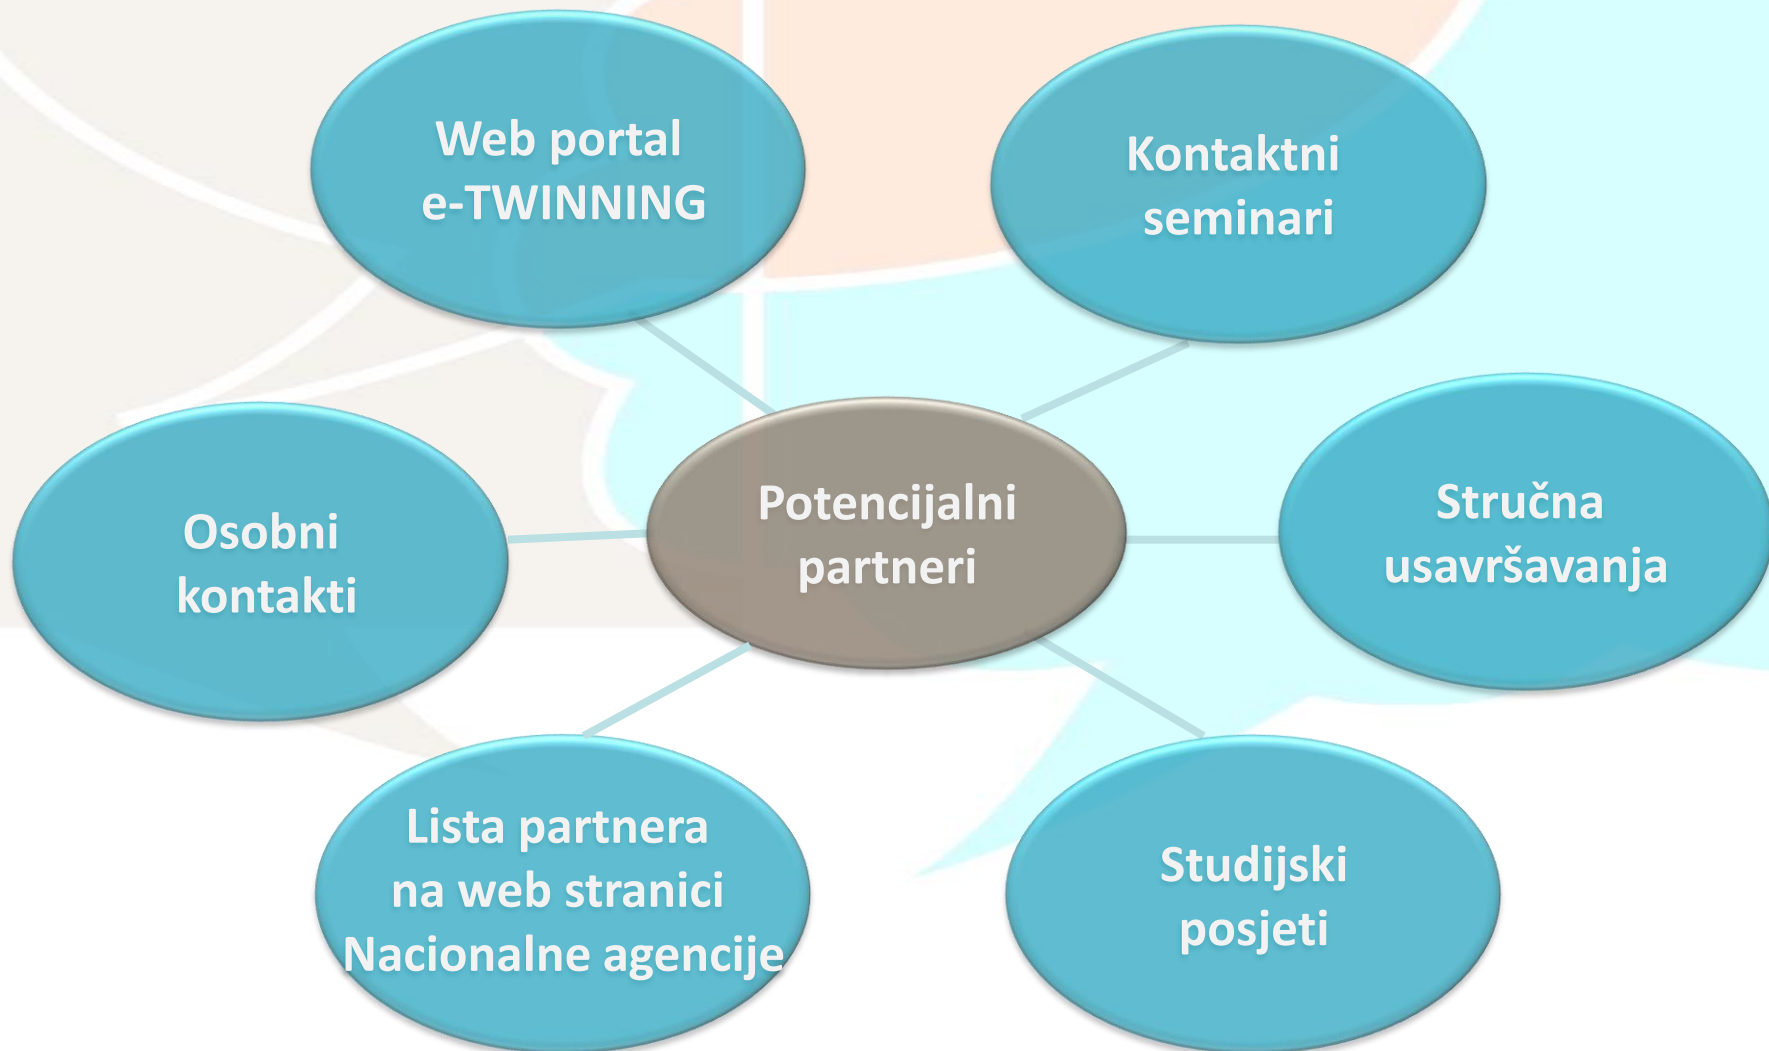 Web portal
e-TWINNING
Kontaktni
seminari
Osobni
kontakti
Potencijalni
partneri
Stručna
usavršavanja
Lista partnera
na web stranici
Nacionalne agencije
Studijski
posjeti